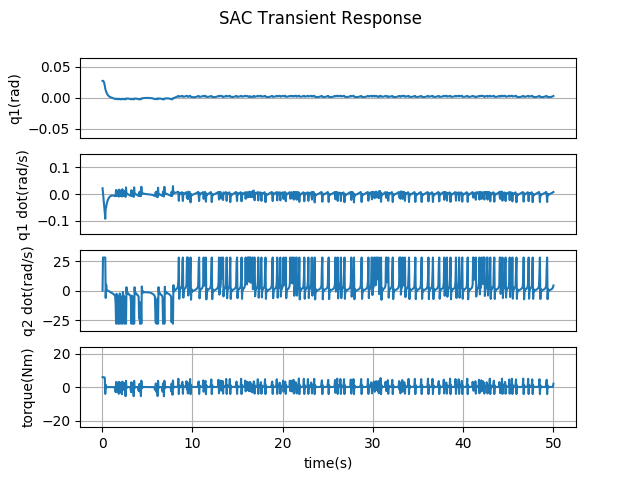 SAC Transient Response
q1(rad)
0.05
0.00
−0.05
q1 dot(rad/s)
0.1
0.0
−0.1
q2 dot(rad/s)
25
0
−25
torque(Nm)
20
0
−20
0 10 20 30 40 50
time(s)